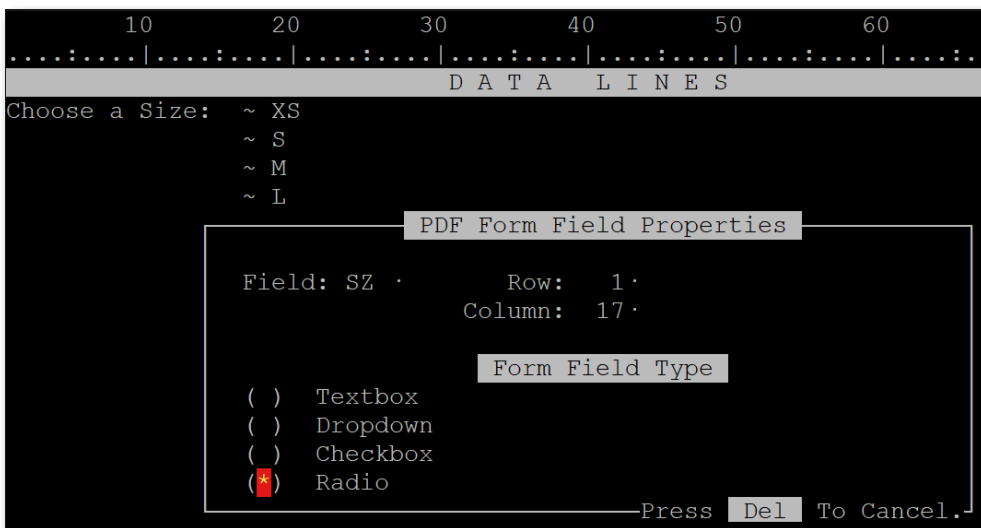 10 20 30 40 50 60
....:....|....:....|....:....|....:....|....:....|....:....|....:.
D A T A   L I N E S
Choose a Size: ~ XS
~ S
~ M
~ L
PDF Form Field Properties
Field: SZ · Row: 1·
Column: 17·
Form Field Type
( ) Textbox
( ) Dropdown
( ) Checkbox
(*) Radio
Press Del To Cancel.